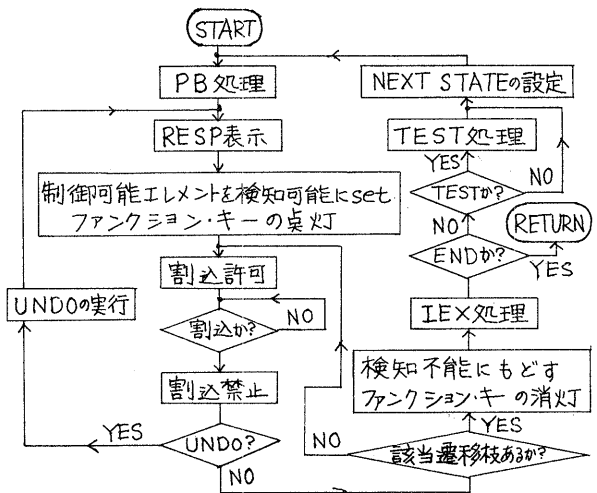 START
PB処理
RESP表示
制御可能エレメントを検知可能にset
ファンクション・キーの点灯
割込許可
割込か?
NO
割込禁止
UNDO?
YES
NO
UNDOの実行
該当遷移枝あるか?
NO
YES
検知不能にもどす
ファンクション・キーの消灯
IEX処理
ENDか?
YES
RETURN
NO
TESTか?
NO
YES
TEST処理
NEXT STATEの設定